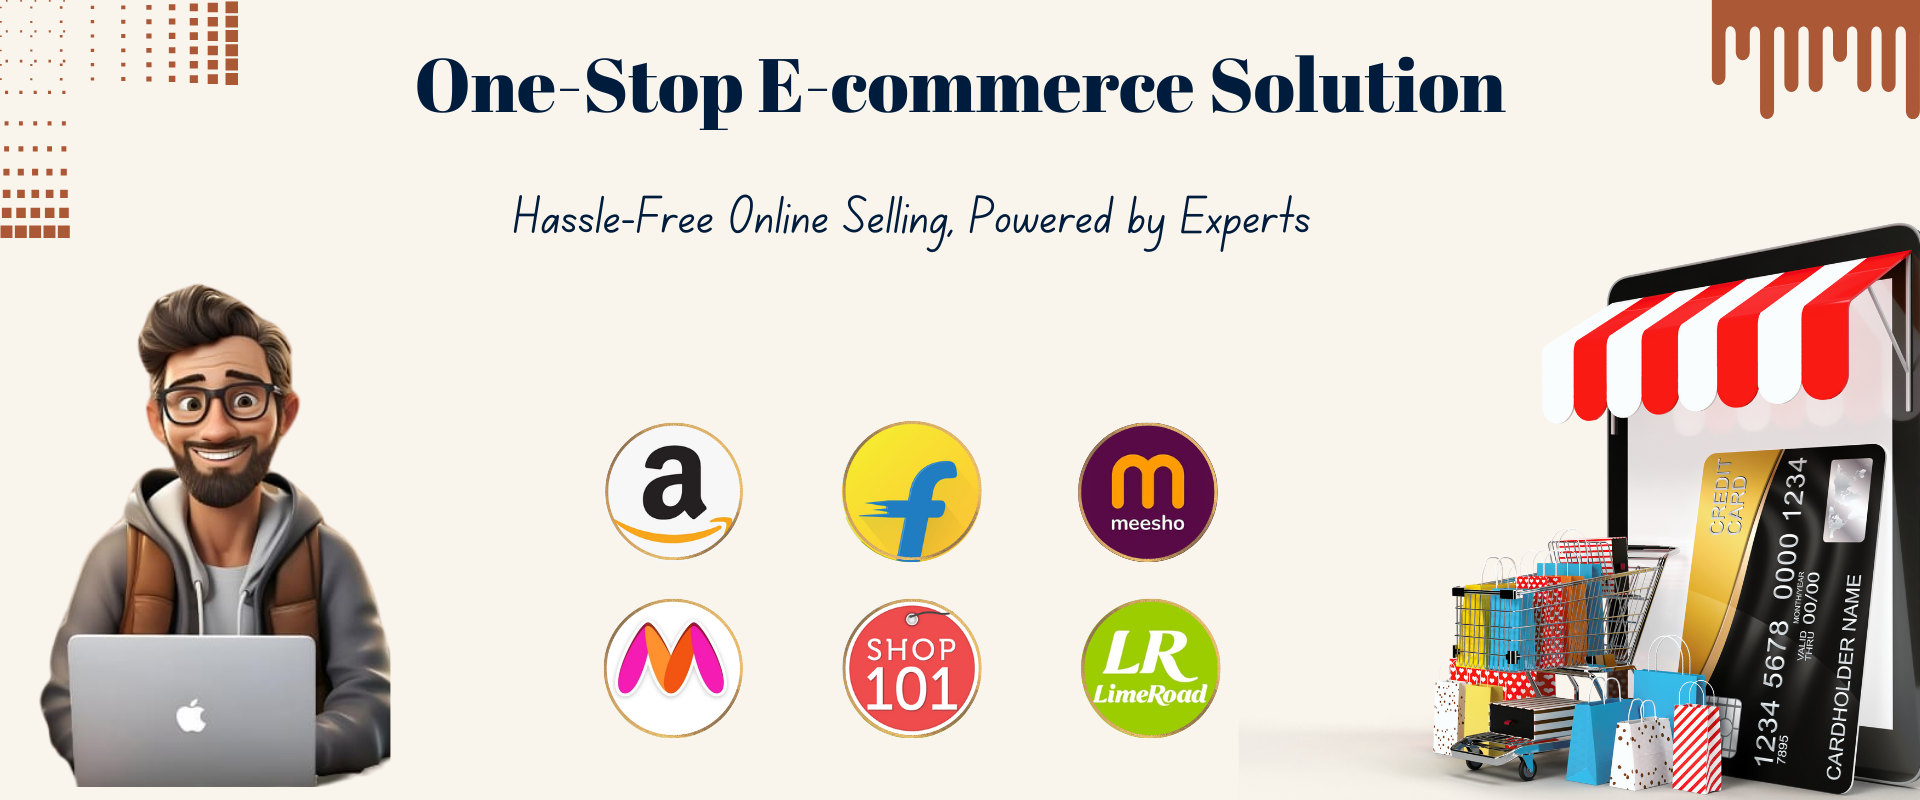 One-Stop E-commerce Solution
Hassle-Free Online Selling, Powered by Experts
a
f
m
meesho
M
SHOP
101
LR
LimeRoad
CREDIT
CARD
1234 5678 0000 1234
7895
MONTH/YEAR
VALID
THRU
00/00
CARDHOLDER NAME